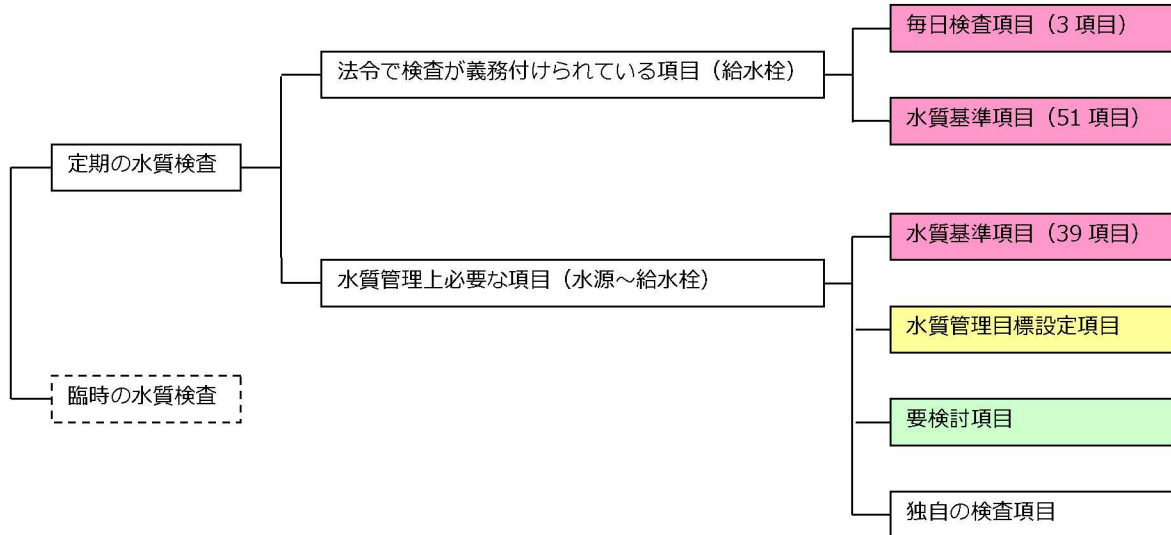 毎日検査項目（3 項目）
法令で検査が義務付けられている項目（給水栓）
水質基準項目（51 項目）
定期の水質検査
水質基準項目（39 項目）
水質管理上必要な項目（水源～給水栓）
水質管理目標設定項目
臨時の水質検査
要検討項目
独自の検査項目